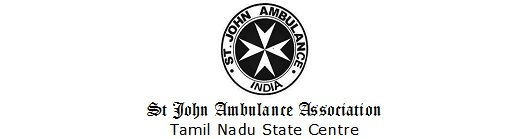 · ST. JOHN AMBULANCE ·
INDIA
St John Ambulance Association
Tamil Nadu State Centre